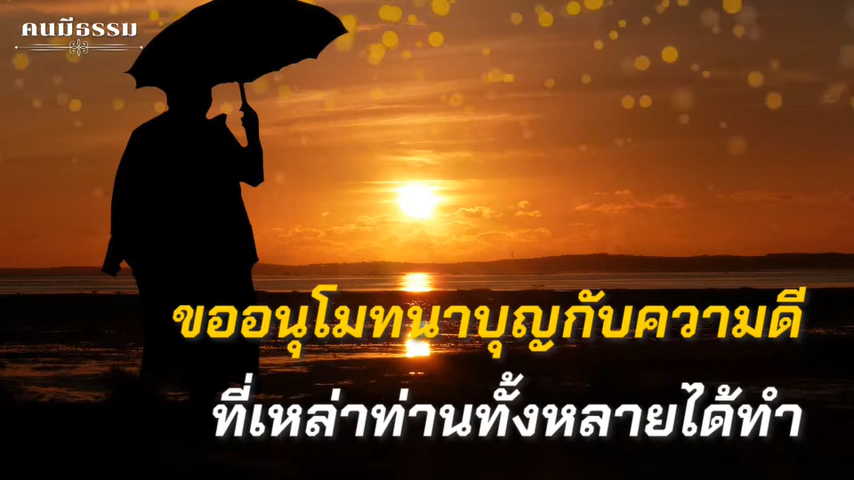 คนมีธรรม
ขออนุโมทนาบุญกับความดี
ที่เหล่าท่านทั้งหลายได้ทำ